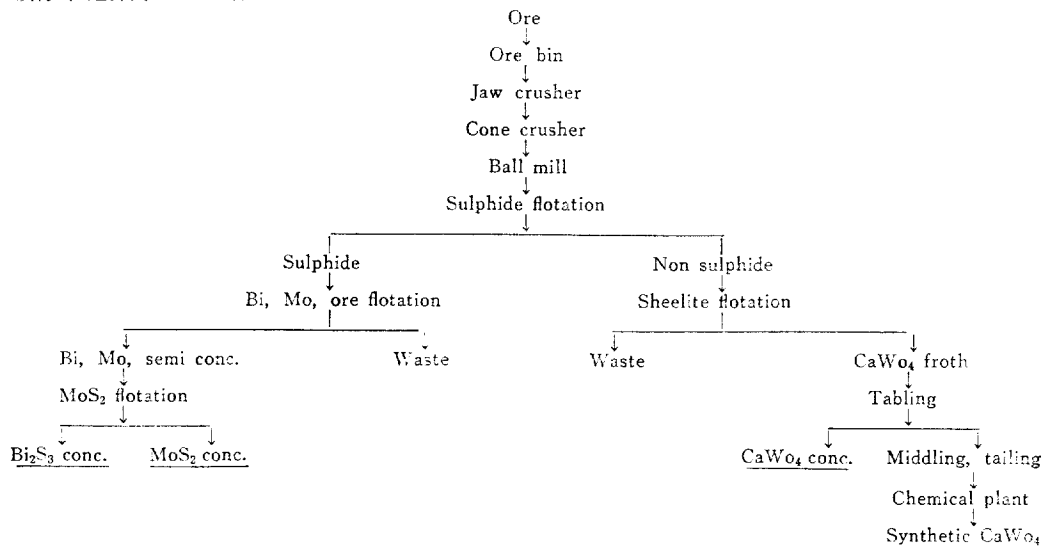 Ore
Ore bin
Jaw crusher
Cone crusher
Ball mill
Sulphide flotation
Sulphide Non sulphide
Bi, Mo, ore flotation Sheelite flotation
Bi, Mo, semi conc. Waste Waste CaWo₄ froth
MoS₂ flotation Tabling
Bi₂S₃ conc. MoS₂ conc. CaWo₄ conc. Middling, tailing
Chemical plant
Synthetic CaWo₄